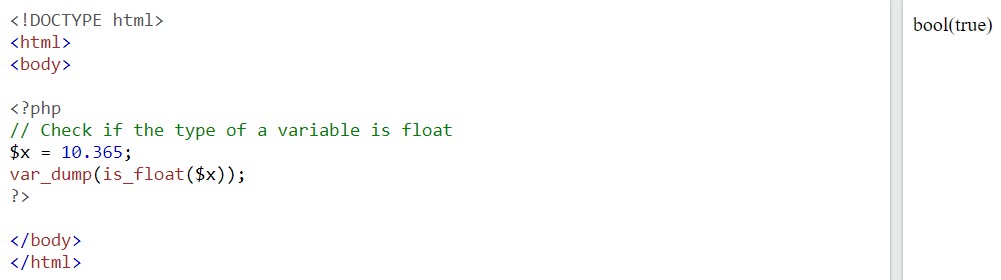 <!DOCTYPE html>
<html>
<body>

<?php
// Check if the type of a variable is float
$x = 10.365;
var_dump(is_float($x));
?>

</body>
</html>
bool(true)